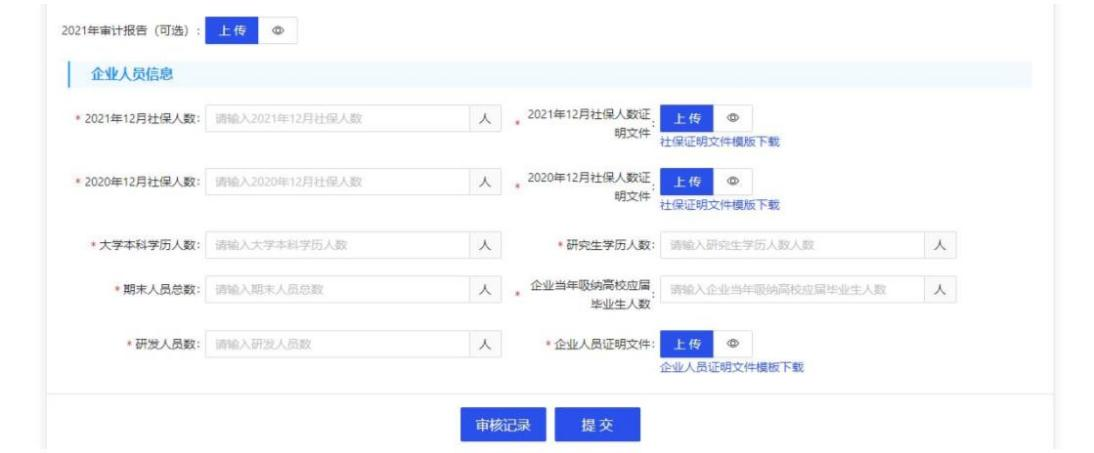 2021年审计报告（可选）: 上传
企业人员信息
* 2021年12月社保人数: 请输入2021年12月社保人数 人
* 2021年12月社保人数证
明文件: 上传
社保证明文件模版下载
* 2020年12月社保人数: 请输入2020年12月社保人数 人
* 2020年12月社保人数证
明文件: 上传
社保证明文件模版下载
* 大学本科学历人数: 请输入大学本科学历人数 人
* 研究生学历人数: 请输入研究生学历人数人数 人
* 期末人员总数: 请输入期末人员总数 人
* 企业当年吸纳高校应届
毕业生人数: 请输入企业当年吸纳高校应届毕业生人数 人
* 研发人员数: 请输入研发人员数 人
* 企业人员证明文件: 上传
企业人员证明文件模板下载
审核记录 提交